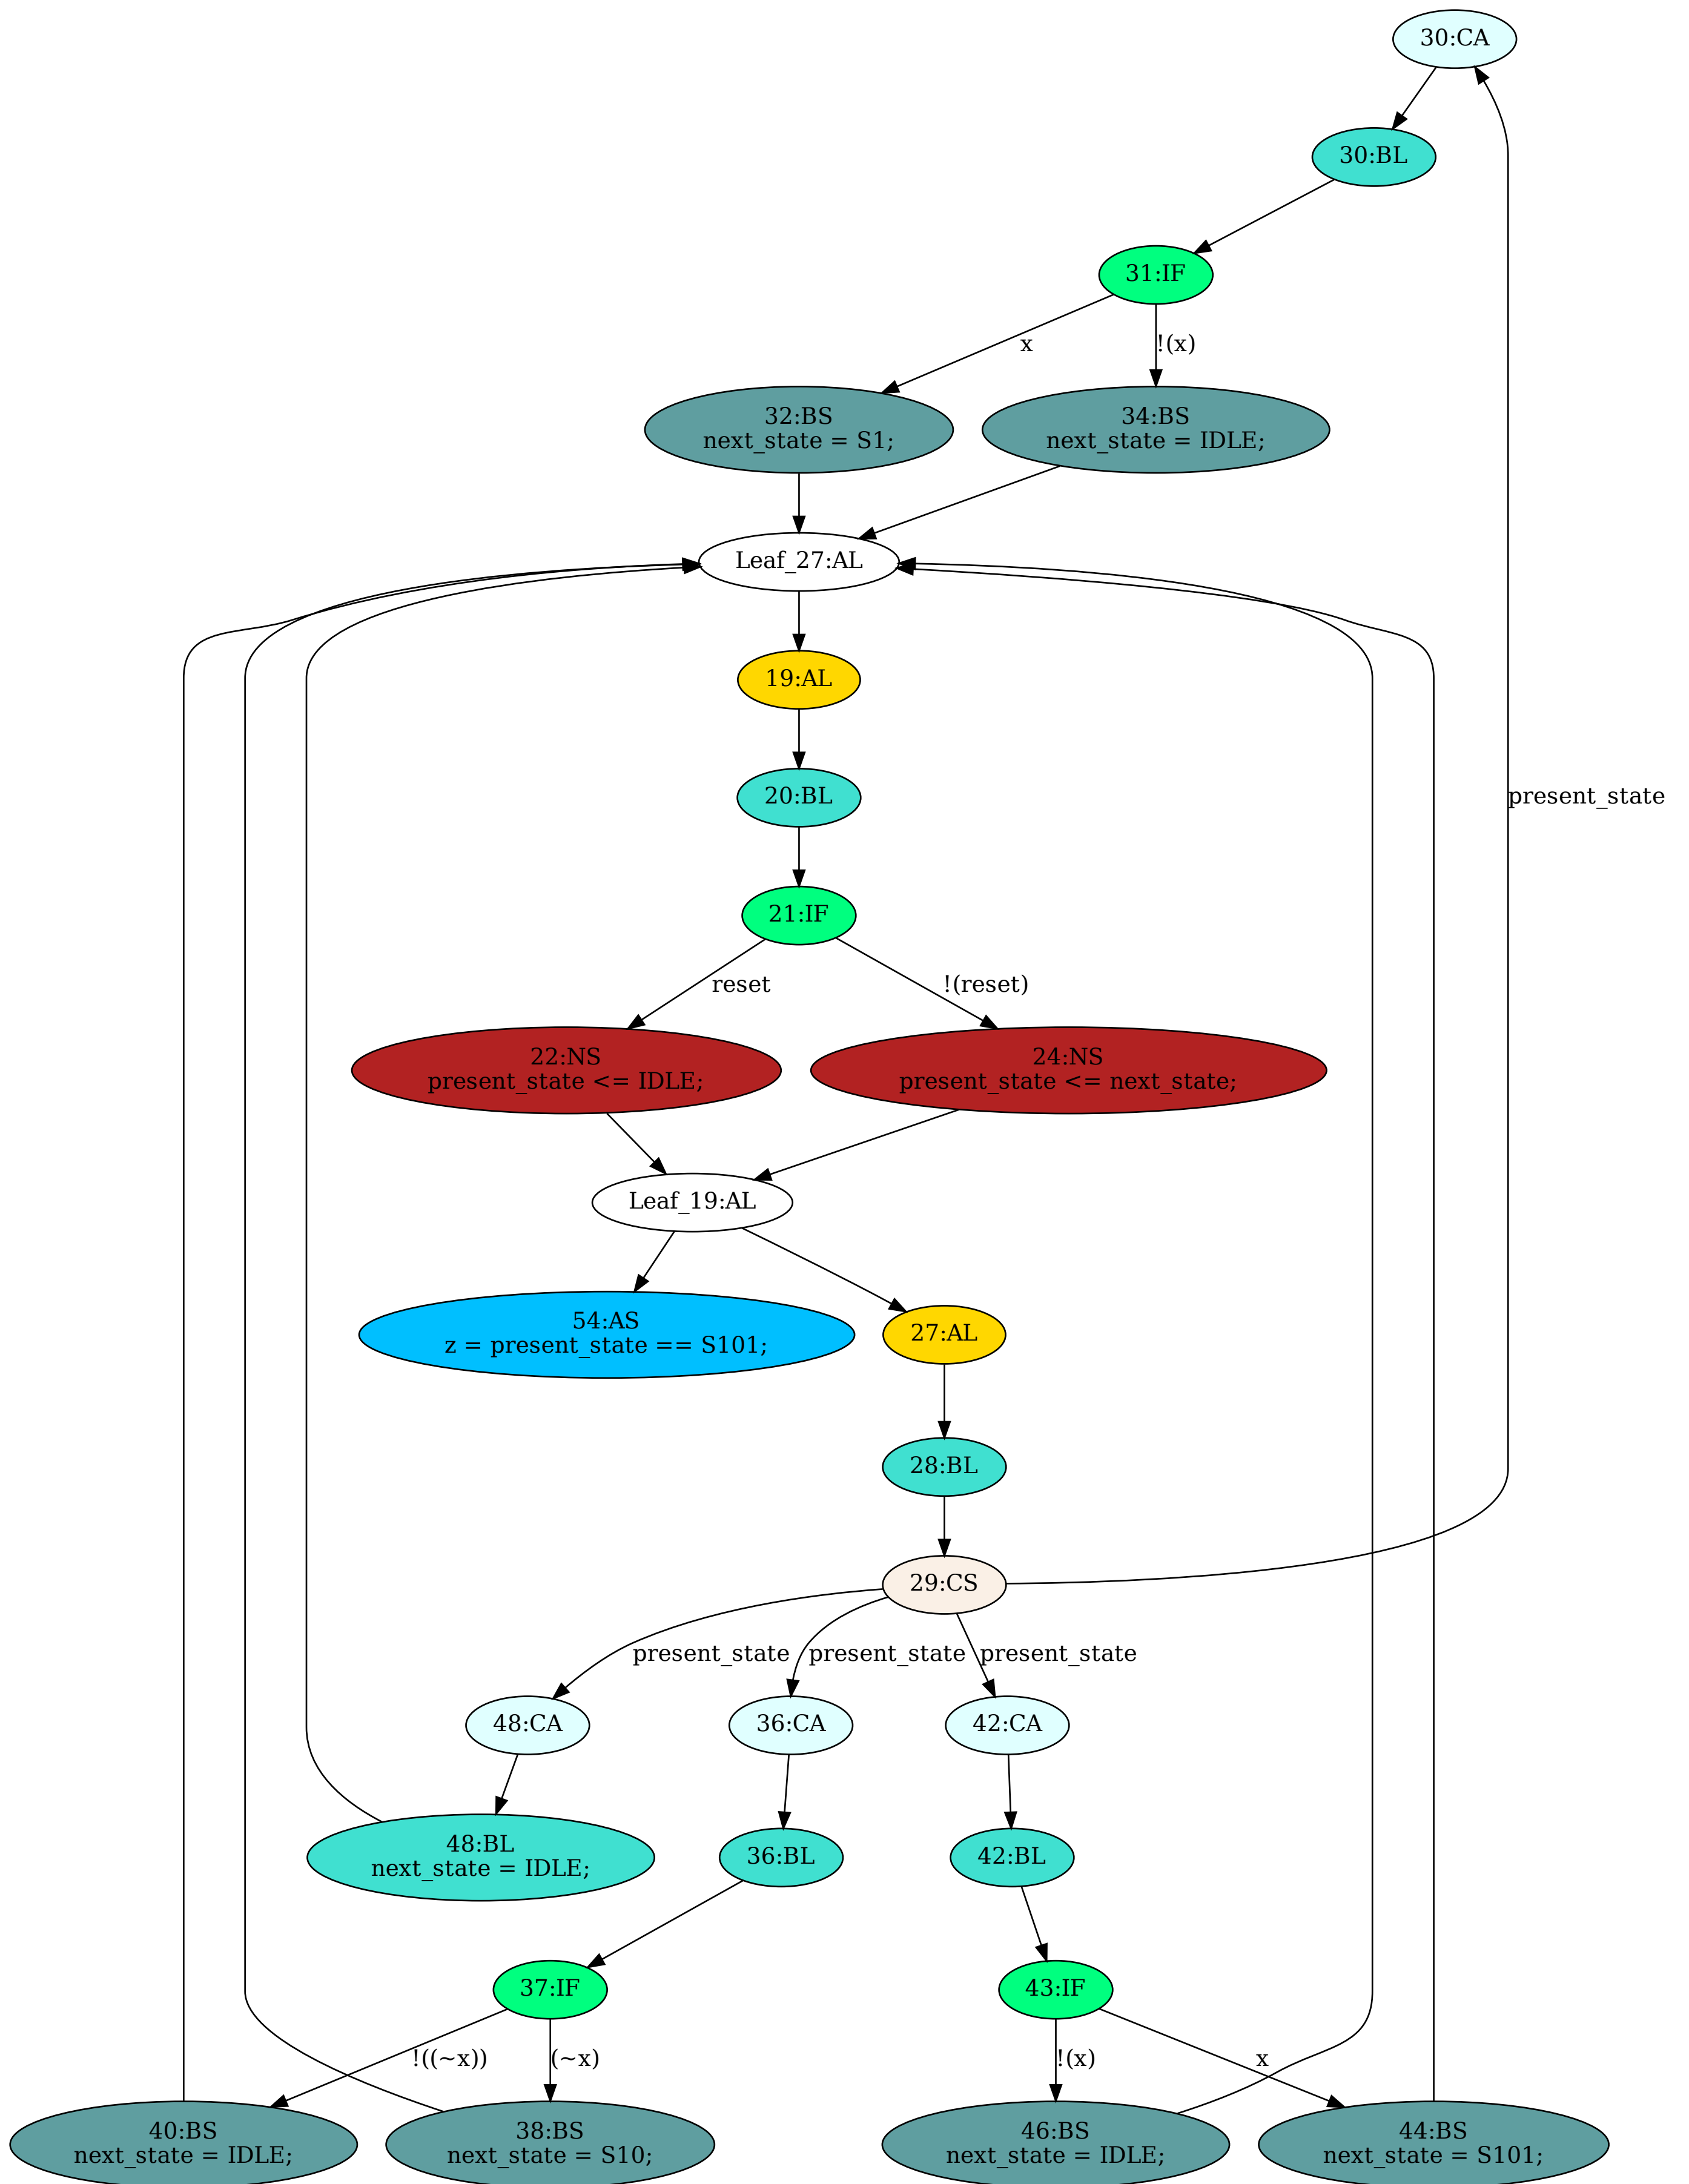 30:CA
30:BL
31:IF
x
!(x)
32:BS
next_state = S1;
34:BS
next_state = IDLE;
Leaf_27:AL
19:AL
20:BL
present_state
21:IF
reset
!(reset)
22:NS
present_state <= IDLE;
24:NS
present_state <= next_state;
Leaf_19:AL
54:AS
z = present_state == S101;
27:AL
28:BL
29:CS
present_state
present_state
present_state
48:CA
36:CA
42:CA
48:BL
next_state = IDLE;
36:BL
42:BL
37:IF
43:IF
!((~x))
(~x)
!(x)
x
40:BS
next_state = IDLE;
38:BS
next_state = S10;
46:BS
next_state = IDLE;
44:BS
next_state = S101;